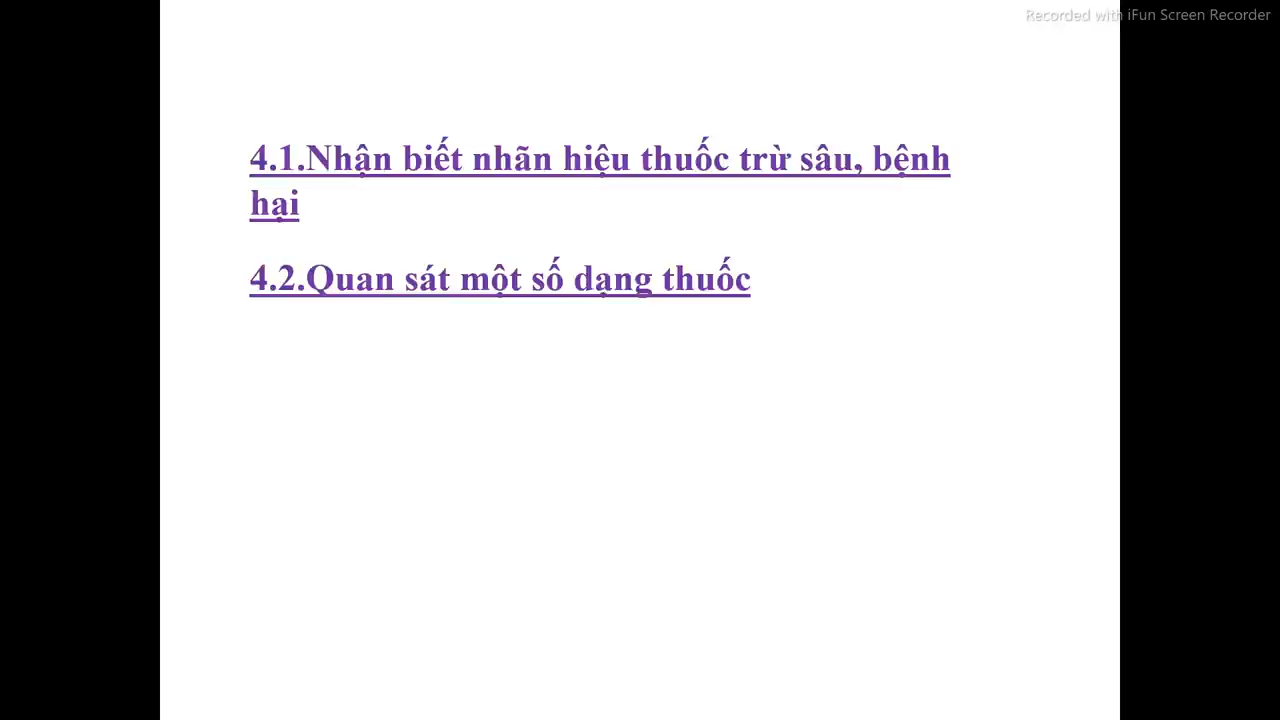 Recorded with iFun Screen Recorder
4.1.Nhận biết nhãn hiệu thuốc trừ sâu, bệnh
hại
4.2.Quan sát một số dạng thuốc